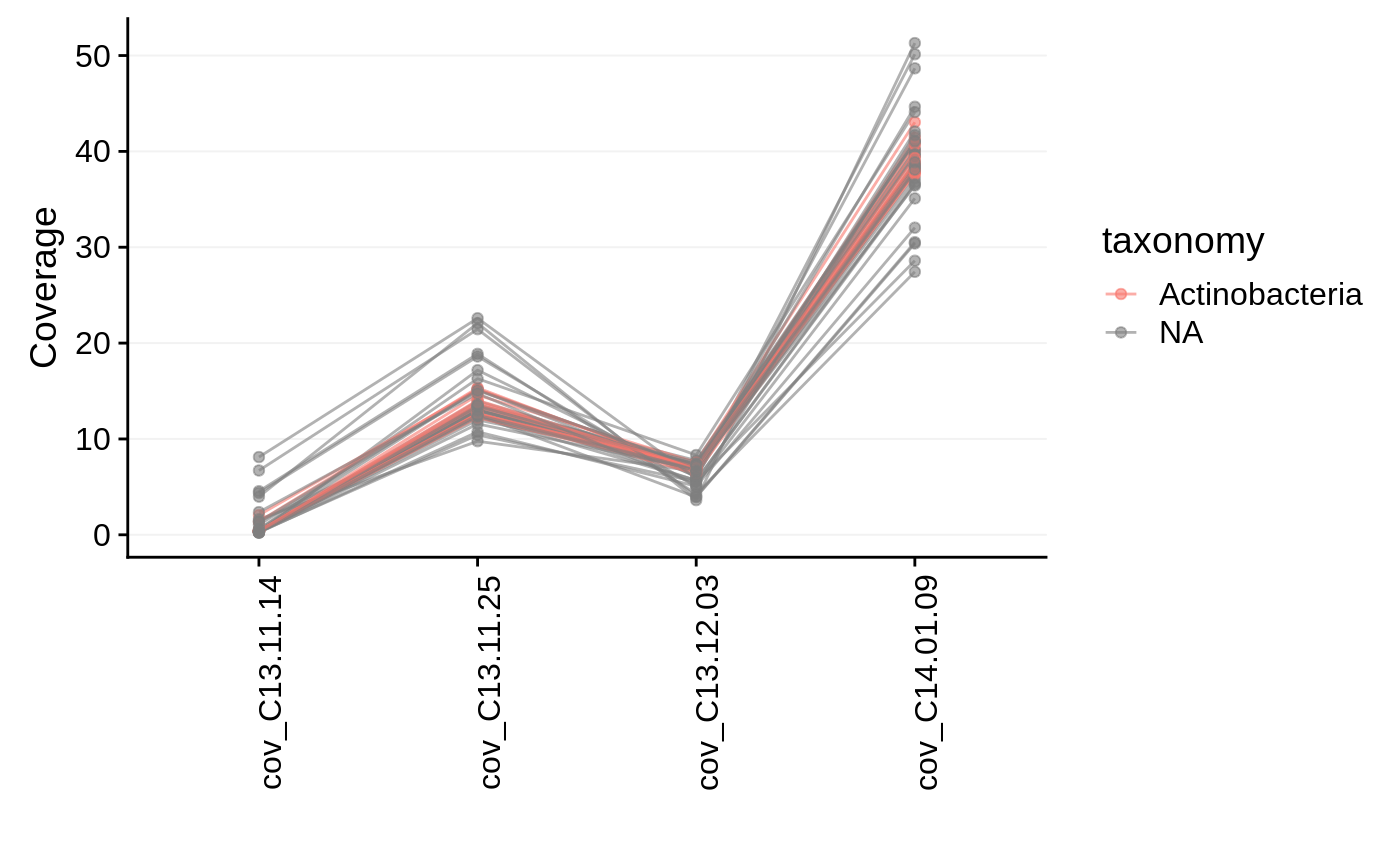 50
40
30
20
10
0
Coverage
cov_C13.11.14
cov_C13.11.25
cov_C13.12.03
cov_C14.01.09
taxonomy
Actinobacteria
NA